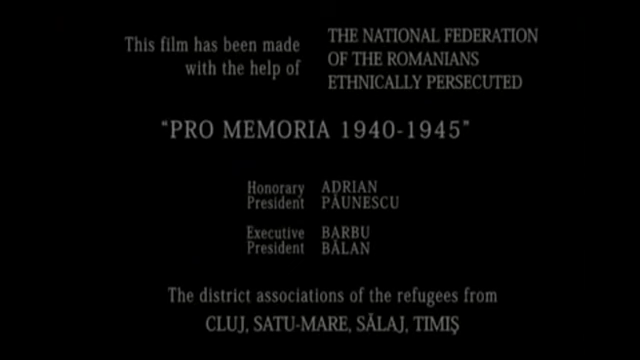 This film has been made
with the help of
THE NATIONAL FEDERATION
OF THE ROMANIANS
ETHNICALLY PERSECUTED
“PRO MEMORIA 1940-1945”
Honorary President ADRIAN PĂUNESCU
Executive President BARBU BĂLAN
The district associations of the refugees from
CLUJ, SATU-MARE, SĂLAJ, TIMIȘ